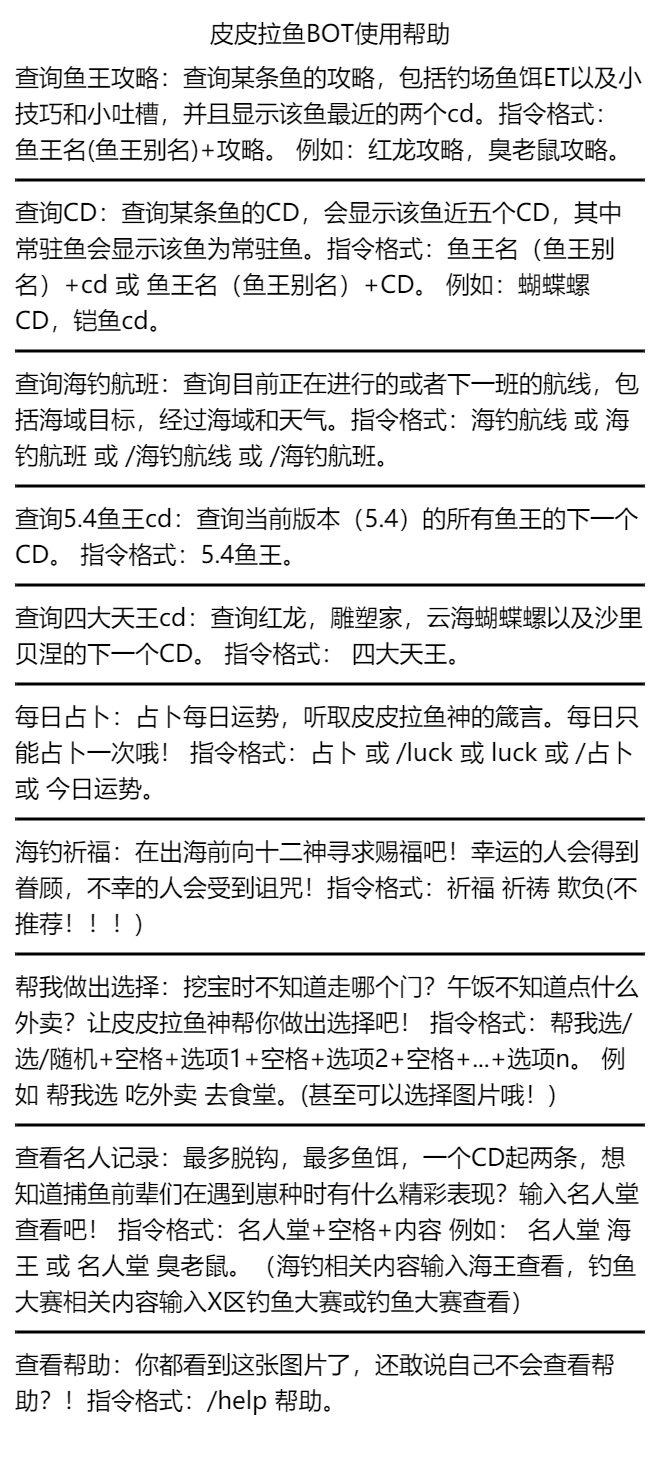 皮皮拉鱼BOT使用帮助
查询鱼王攻略：查询某条鱼的攻略，包括钓场鱼饵ET以及小
技巧和小吐槽，并且显示该鱼最近的两个cd。指令格式：
鱼王名(鱼王别名)+攻略。 例如：红龙攻略，臭老鼠攻略。
查询CD：查询某条鱼的CD，会显示该鱼近五个CD，其中
常驻鱼会显示该鱼为常驻鱼。指令格式：鱼王名（鱼王别
名）+cd 或 鱼王名（鱼王别名）+CD。 例如：蝴蝶螺
CD，铠鱼cd。
查询海钓航班：查询目前正在进行的或者下一班的航线，包
括海域目标，经过海域和天气。指令格式：海钓航线 或 海
钓航班 或 /海钓航线 或 /海钓航班。
查询5.4鱼王cd：查询当前版本（5.4）的所有鱼王的下一个
CD。 指令格式：5.4鱼王。
查询四大天王cd：查询红龙，雕塑家，云海蝴蝶螺以及沙里
贝涅的下一个CD。 指令格式： 四大天王。
每日占卜：占卜每日运势，听取皮皮拉鱼神的箴言。每日只
能占卜一次哦！ 指令格式：占卜 或 /luck 或 luck 或 /占卜
或 今日运势。
海钓祈福：在出海前向十二神寻求赐福吧！幸运的人会得到
眷顾，不幸的人会受到诅咒！指令格式：祈福 祈祷 欺负(不
推荐！！！)
帮我做出选择：挖宝时不知道走哪个门？午饭不知道点什么
外卖？让皮皮拉鱼神帮你做出选择吧！ 指令格式：帮我选/
选/随机+空格+选项1+空格+选项2+空格+...+选项n。 例
如 帮我选 吃外卖 去食堂。(甚至可以选择图片哦！)
查看名人记录：最多脱钩，最多鱼饵，一个CD起两条，想
知道捕鱼前辈们在遇到崽种时有什么精彩表现？输入名人堂
查看吧！ 指令格式：名人堂+空格+内容 例如： 名人堂 海
王 或 名人堂 臭老鼠。（海钓相关内容输入海王查看，钓鱼
大赛相关内容输入X区钓鱼大赛或钓鱼大赛查看）
查看帮助：你都看到这张图片了，还敢说自己不会查看帮
助？！指令格式：/help 帮助。